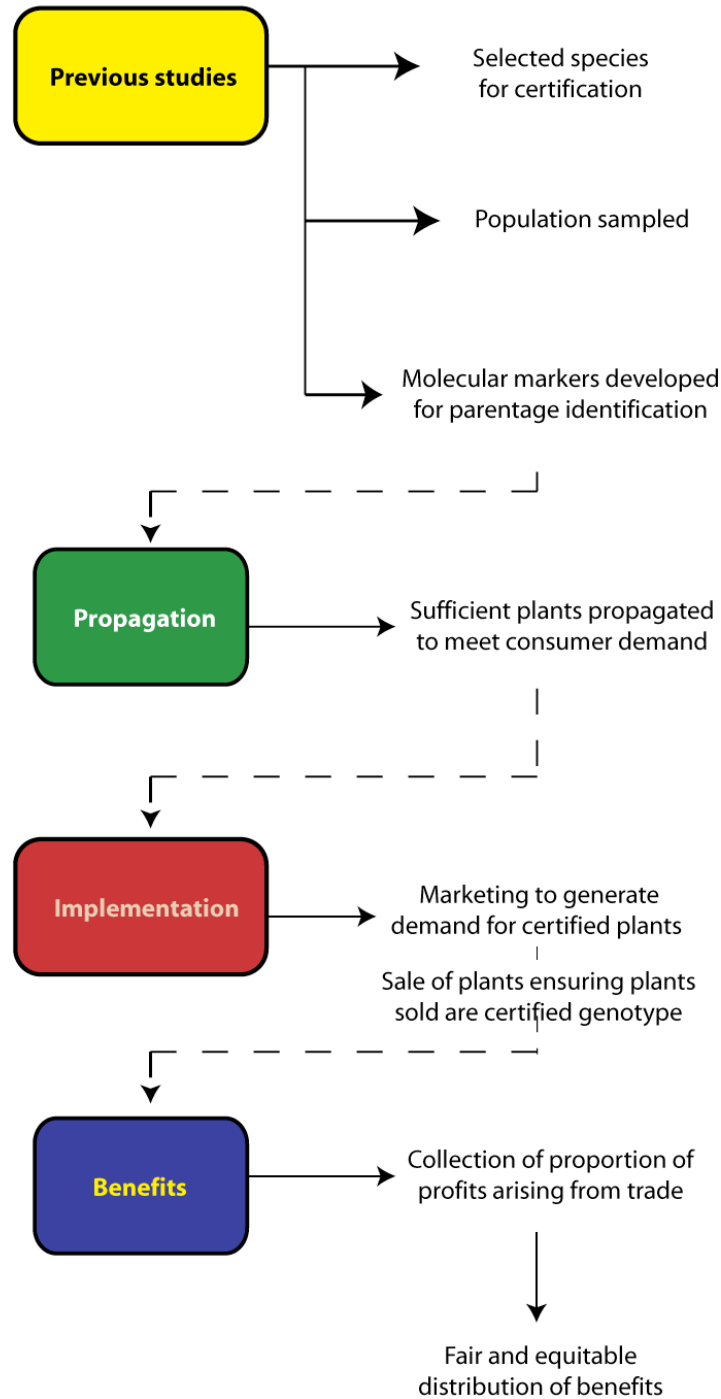 Previous studies
Selected species
for certification
Population sampled
Molecular markers developed
for parentage identification
Propagation
Sufficient plants propagated
to meet consumer demand
Implementation
Marketing to generate
demand for certified plants
Sale of plants ensuring plants
sold are certified genotype
Benefits
Collection of proportion of
profits arising from trade
Fair and equitable
distribution of benefits